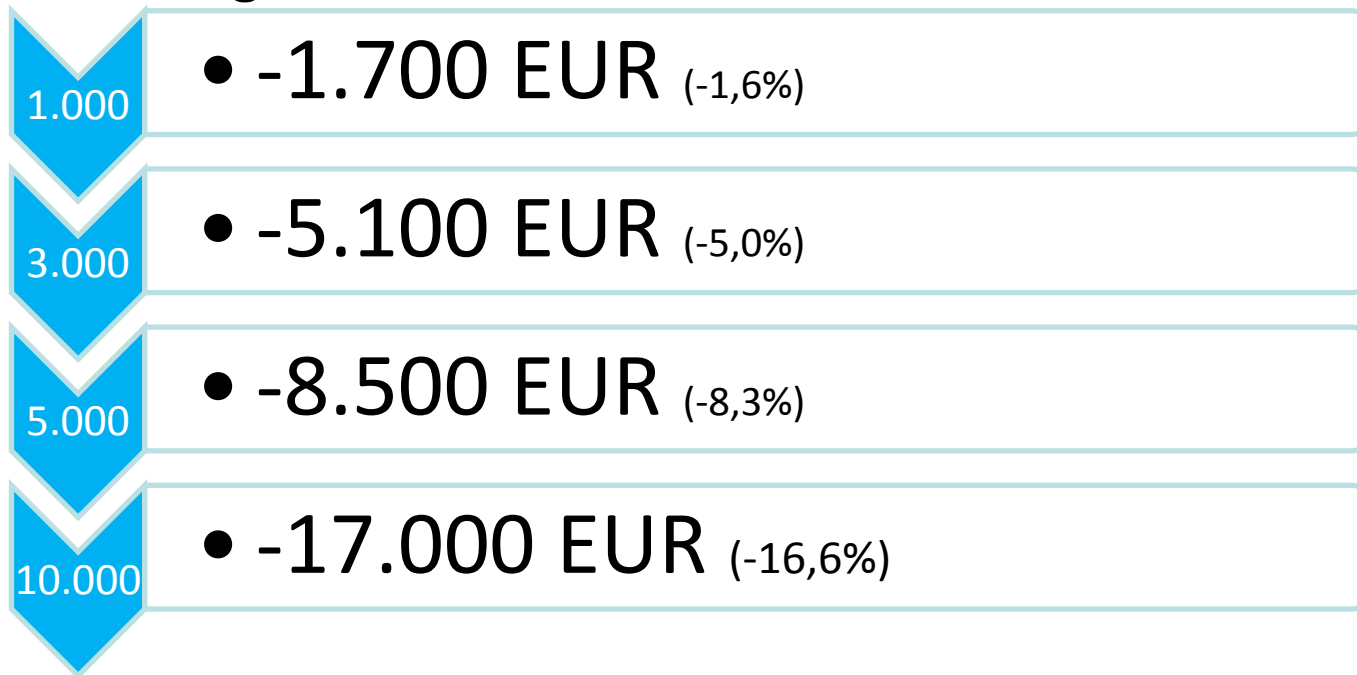 1.000
• -1.700 EUR (-1,6%)
3.000
• -5.100 EUR (-5,0%)
5.000
• -8.500 EUR (-8,3%)
10.000
• -17.000 EUR (-16,6%)